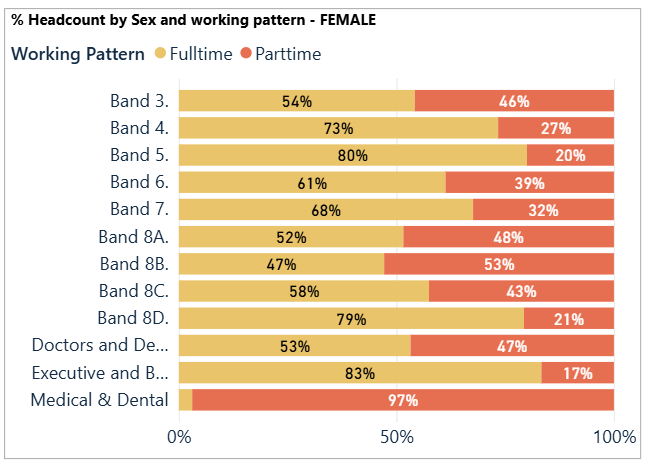 % Headcount by Sex and working pattern - FEMALE
Working Pattern Fulltime Parttime
Band 3. 54% 46%
Band 4. 73% 27%
Band 5. 80% 20%
Band 6. 61% 39%
Band 7. 68% 32%
Band 8A. 52% 48%
Band 8B. 47% 53%
Band 8C. 58% 43%
Band 8D. 79% 21%
Doctors and De... 53% 47%
Executive and B... 83% 17%
Medical & Dental 97%
0% 50% 100%